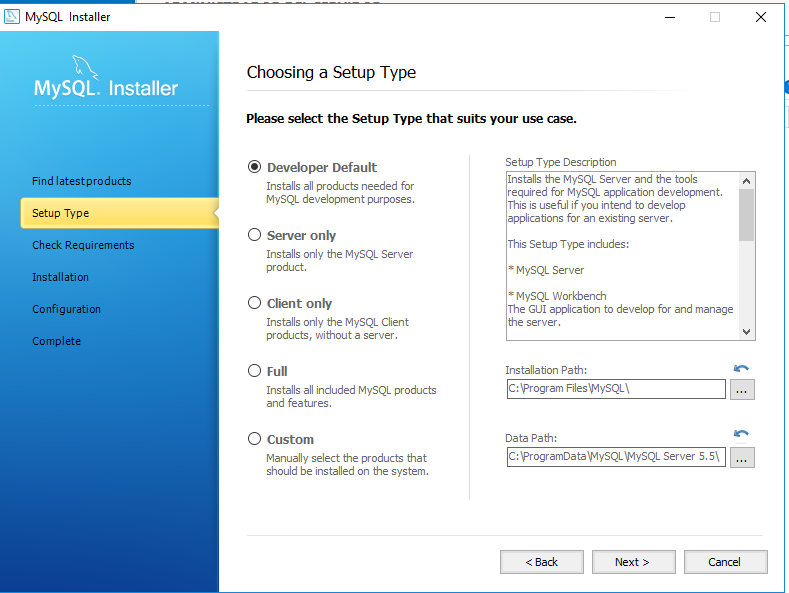 MySQL Installer
MySQL. Installer
Find latest products
Setup Type
Check Requirements
Installation
Configuration
Complete
Choosing a Setup Type
Please select the Setup Type that suits your use case.
Developer Default
Installs all products needed for
MySQL development purposes.
Server only
Installs only the MySQL Server
product.
Client only
Installs only the MySQL Client
products, without a server.
Full
Installs all included MySQL products
and features.
Custom
Manually select the products that
should be installed on the system.
Setup Type Description
Installs the MySQL Server and the tools
required for MySQL application development.
This is useful if you intend to develop
applications for an existing server.
This Setup Type includes:
* MySQL Server
* MySQL Workbench
The GUI application to develop for and manage
the server.
Installation Path:
C:\Program Files\MySQL\
...
Data Path:
C:\ProgramData\MySQL\MySQL Server 5.5\
...
< Back
Next >
Cancel